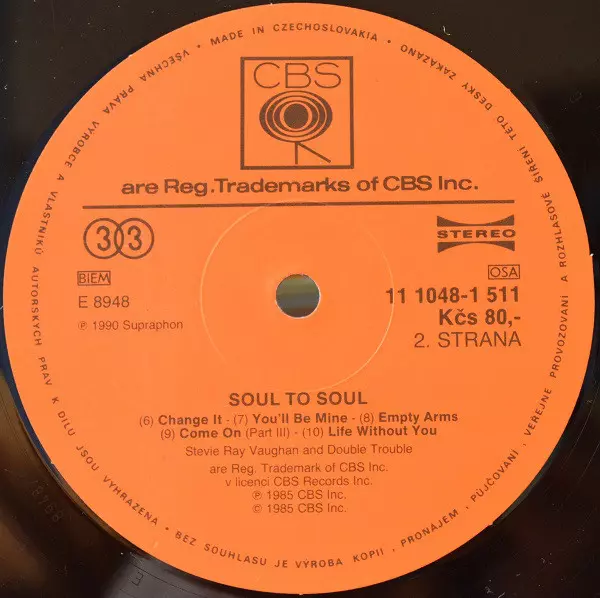 • MADE IN CZECHOSLOVAKIA • VŠECHNA PRÁVA VÝROBCE A VLASTNÍKŮ AUTORSKÝCH PRÁV K DÍLU JSOU VYHRAZENA • BEZ SOUHLASU JE VÝROBA KOPIÍ, PRONÁJEM, PŮJČOVÁNÍ, VEŘEJNÉ PROVOZOVÁNÍ A ROZHLASOVÉ ŠÍŘENÍ TÉTO DESKY ZAKÁZÁNO
CBS
are Reg.Trademarks of CBS Inc.
33
STEREO
BIEM
OSA
E 8948
11 1048-1 511
℗ 1990 Supraphon
Kčs 80,-
2. STRANA
SOUL TO SOUL
(6) Change It - (7) You'll Be Mine - (8) Empty Arms
(9) Come On (Part III) - (10) Life Without You
Stevie Ray Vaughan and Double Trouble
are Reg. Trademark of CBS Inc.
v licenci CBS Records Inc.
℗ 1985 CBS Inc.
© 1985 CBS Inc.